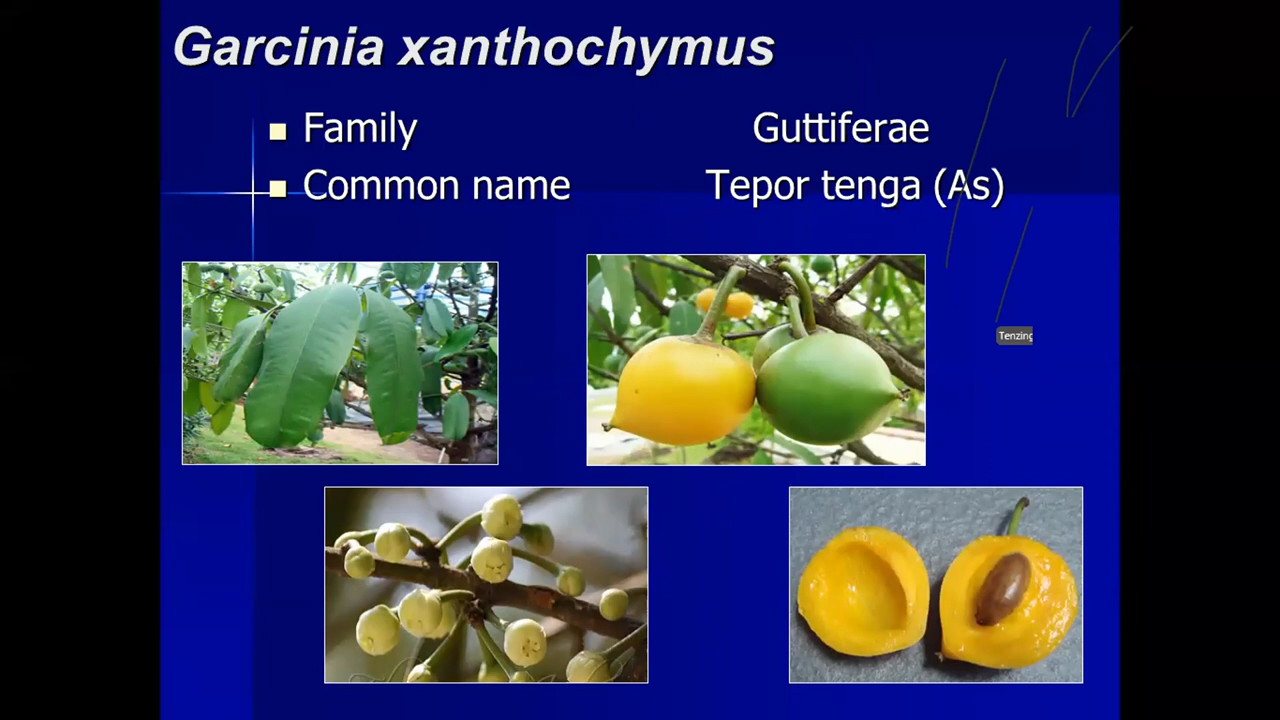 Garcinia xanthochymus
Family Guttiferae
Common name Tepor tenga (As)
Tenzing